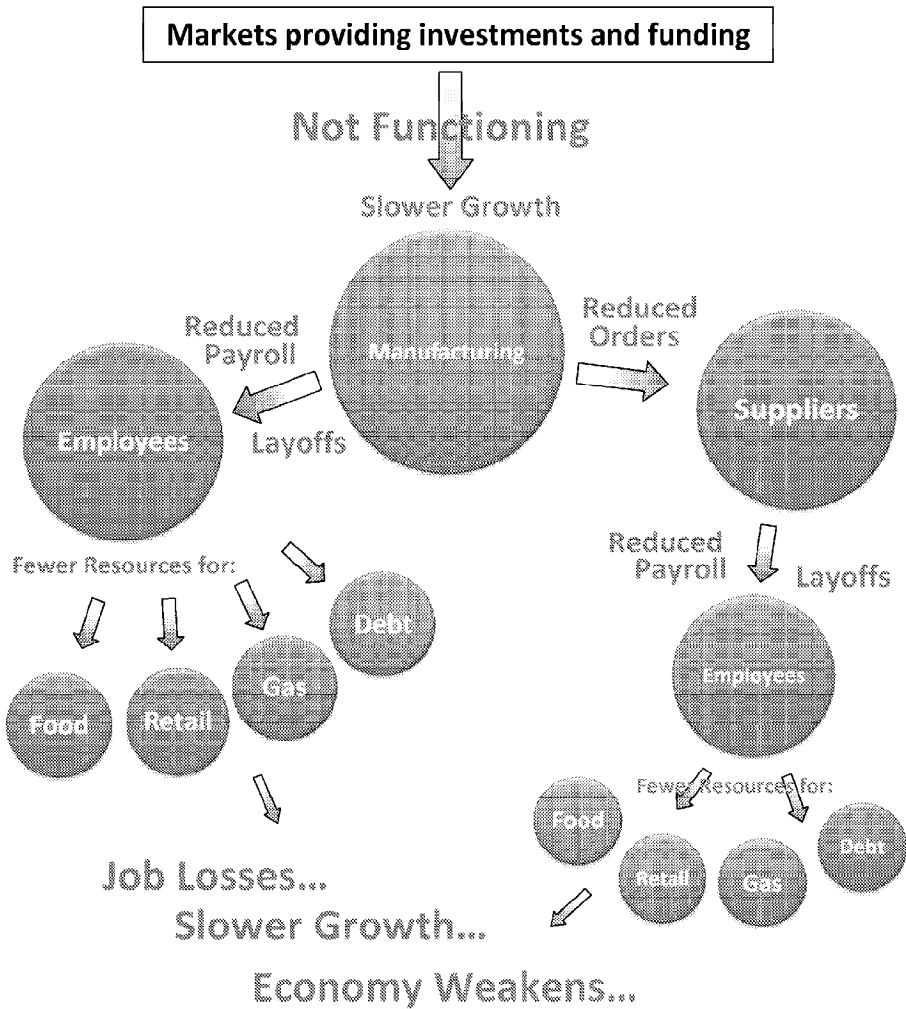 Markets providing investments and funding
Not Functioning
Slower Growth
Manufacturing
Reduced
Payroll
Layoffs
Reduced
Orders
Employees
Suppliers
Fewer Resources for:
Food
Retail
Gas
Debt
Reduced
Payroll
Layoffs
Employees
Fewer Resources for:
Food
Retail
Gas
Debt
Job Losses...
Slower Growth...
Economy Weakens...